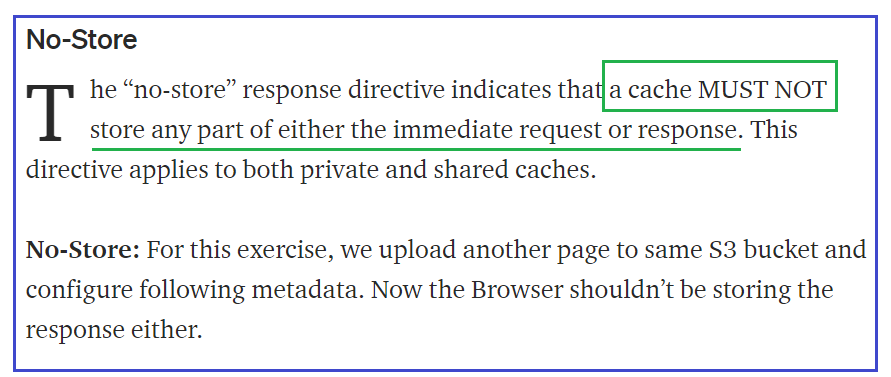 No-Store
The “no-store” response directive indicates that a cache MUST NOT
store any part of either the immediate request or response. This
directive applies to both private and shared caches.
No-Store: For this exercise, we upload another page to same S3 bucket and
configure following metadata. Now the Browser shouldn’t be storing the
response either.